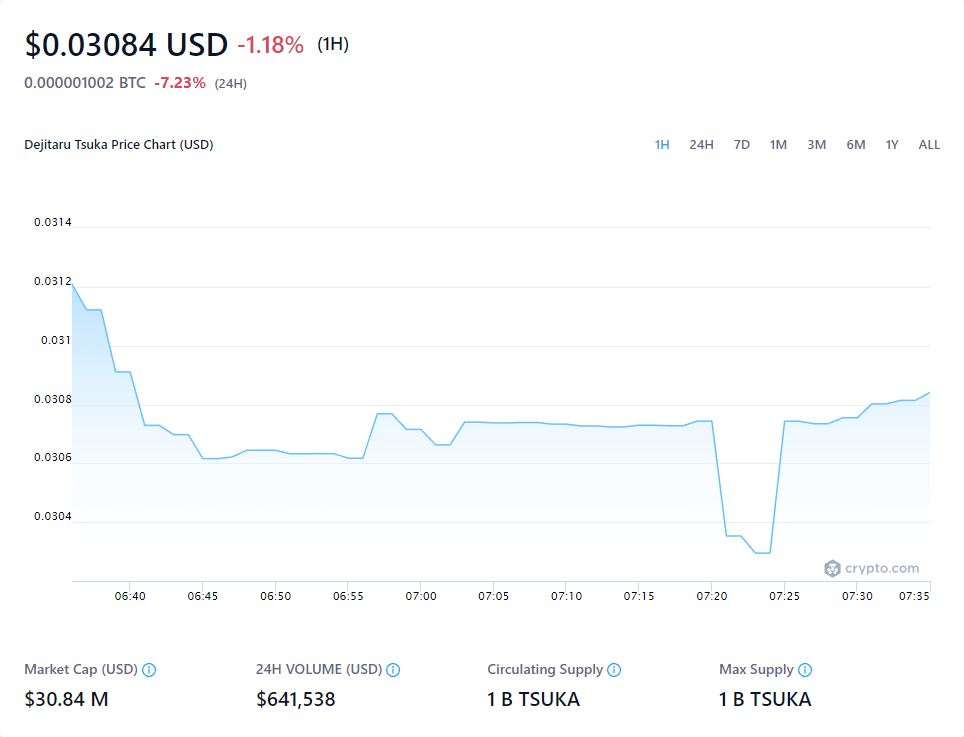 $0.03084 USD -1.18% (1H)
0.000001002 BTC -7.23% (24H)
Dejitaru Tsuka Price Chart (USD) 1H 24H 7D 1M 3M 6M 1Y ALL
0.0314
0.0312
0.031
0.0308
0.0306
0.0304
crypto.com
06:40 06:45 06:50 06:55 07:00 07:05 07:10 07:15 07:20 07:25 07:30 07:35
Market Cap (USD) 24H VOLUME (USD) Circulating Supply Max Supply
$30.84 M $641,538 1 B TSUKA 1 B TSUKA